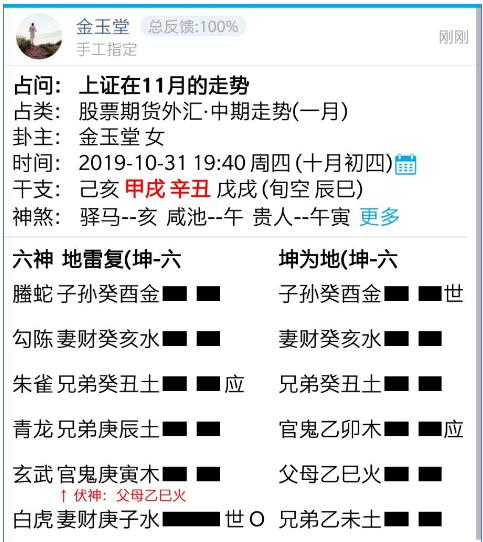 金玉堂 总反馈:100%
手工指定 刚刚
占问: 上证在11月的走势
占类: 股票期货外汇·中期走势(一月)
卦主: 金玉堂 女
时间: 2019-10-31 19:40 周四 (十月初四)
干支: 己亥 甲戌 辛丑 戊戌 (旬空 辰巳)
神煞: 驿马--亥 咸池--午 贵人--午寅 更多
六神 地雷复(坤-六 坤为地(坤-六
螣蛇 子孙癸酉金 子孙癸酉金 世
勾陈 妻财癸亥水 妻财癸亥水
朱雀 兄弟癸丑土 应 兄弟癸丑土
青龙 兄弟庚辰土 官鬼乙卯木 应
玄武 官鬼庚寅木 父母乙巳火
↑ 伏神: 父母乙巳火
白虎 妻财庚子水 世 O 兄弟乙未土